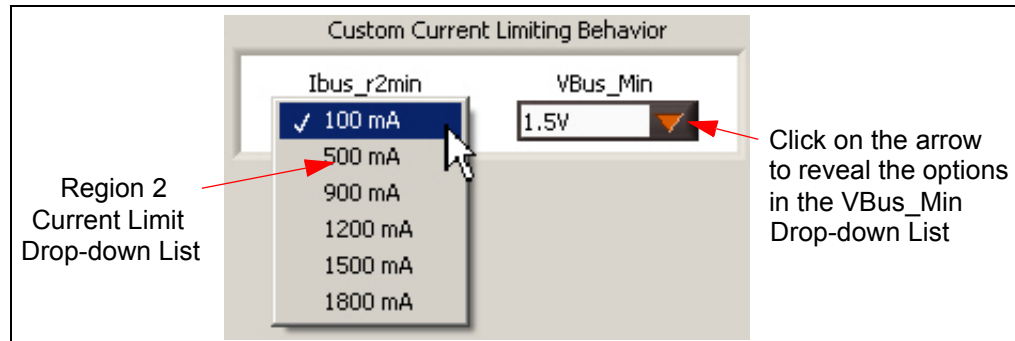 Custom Current Limiting Behavior
Ibus_r2min
VBus_Min
✓ 100 mA
1.5V
500 mA
900 mA
1200 mA
1500 mA
1800 mA
Region 2
Current Limit
Drop-down List
Click on the arrow
to reveal the options
in the VBus_Min
Drop-down List